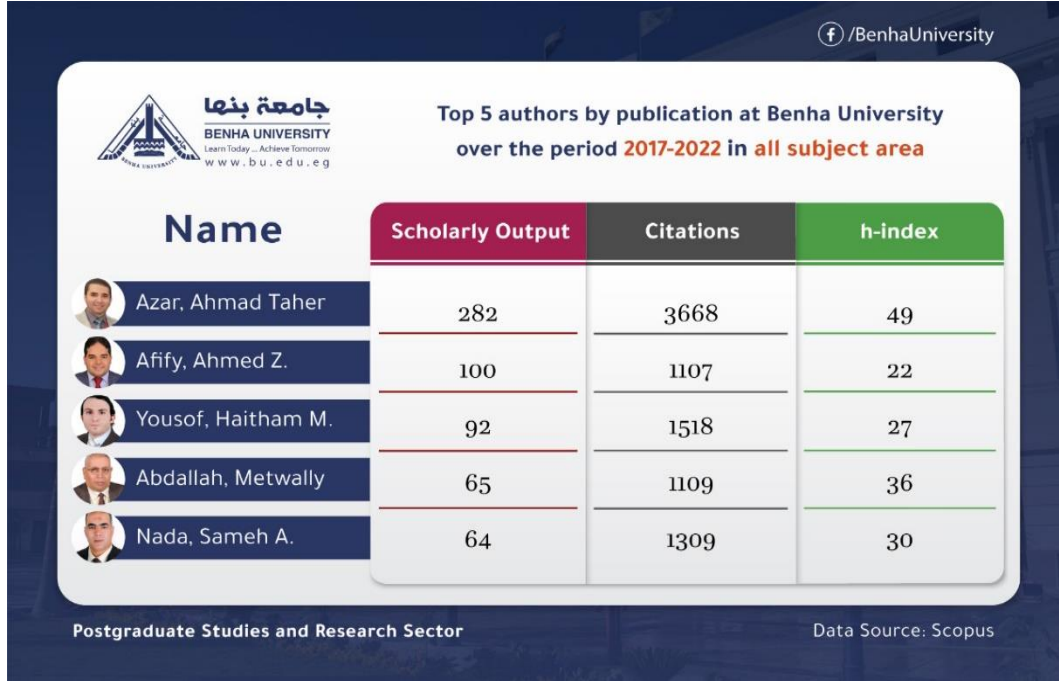 /BenhaUniversity
جامعة بنها
BENHA UNIVERSITY
Learn Today ... Achieve Tomorrow
www.bu.edu.eg
BENHA UNIVERSITY
Top 5 authors by publication at Benha University
over the period 2017-2022 in all subject area
Name Scholarly Output Citations h-index
Azar, Ahmad Taher 282 3668 49
Afify, Ahmed Z. 100 1107 22
Yousof, Haitham M. 92 1518 27
Abdallah, Metwally 65 1109 36
Nada, Sameh A. 64 1309 30
Postgraduate Studies and Research Sector
Data Source: Scopus